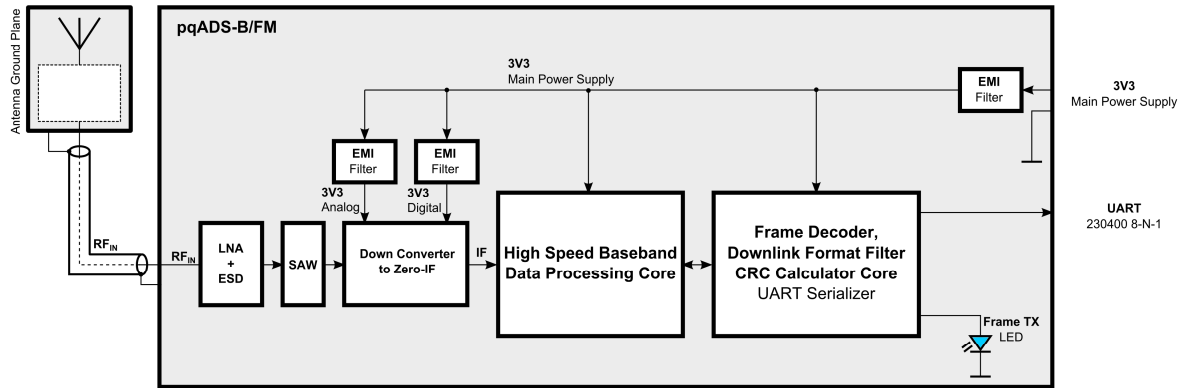 Antenna Ground Plane
pqADS-B/FM
3V3
Main Power Supply
EMI
Filter
3V3
Main Power Supply
EMI
Filter
EMI
Filter
3V3
Analog
3V3
Digital
RFIN
RFIN
LNA
+
ESD
SAW
Down Converter
to Zero-IF
IF
High Speed Baseband
Data Processing Core
Frame Decoder,
Downlink Format Filter
CRC Calculator Core
UART Serializer
UART
230400 8-N-1
Frame TX
LED